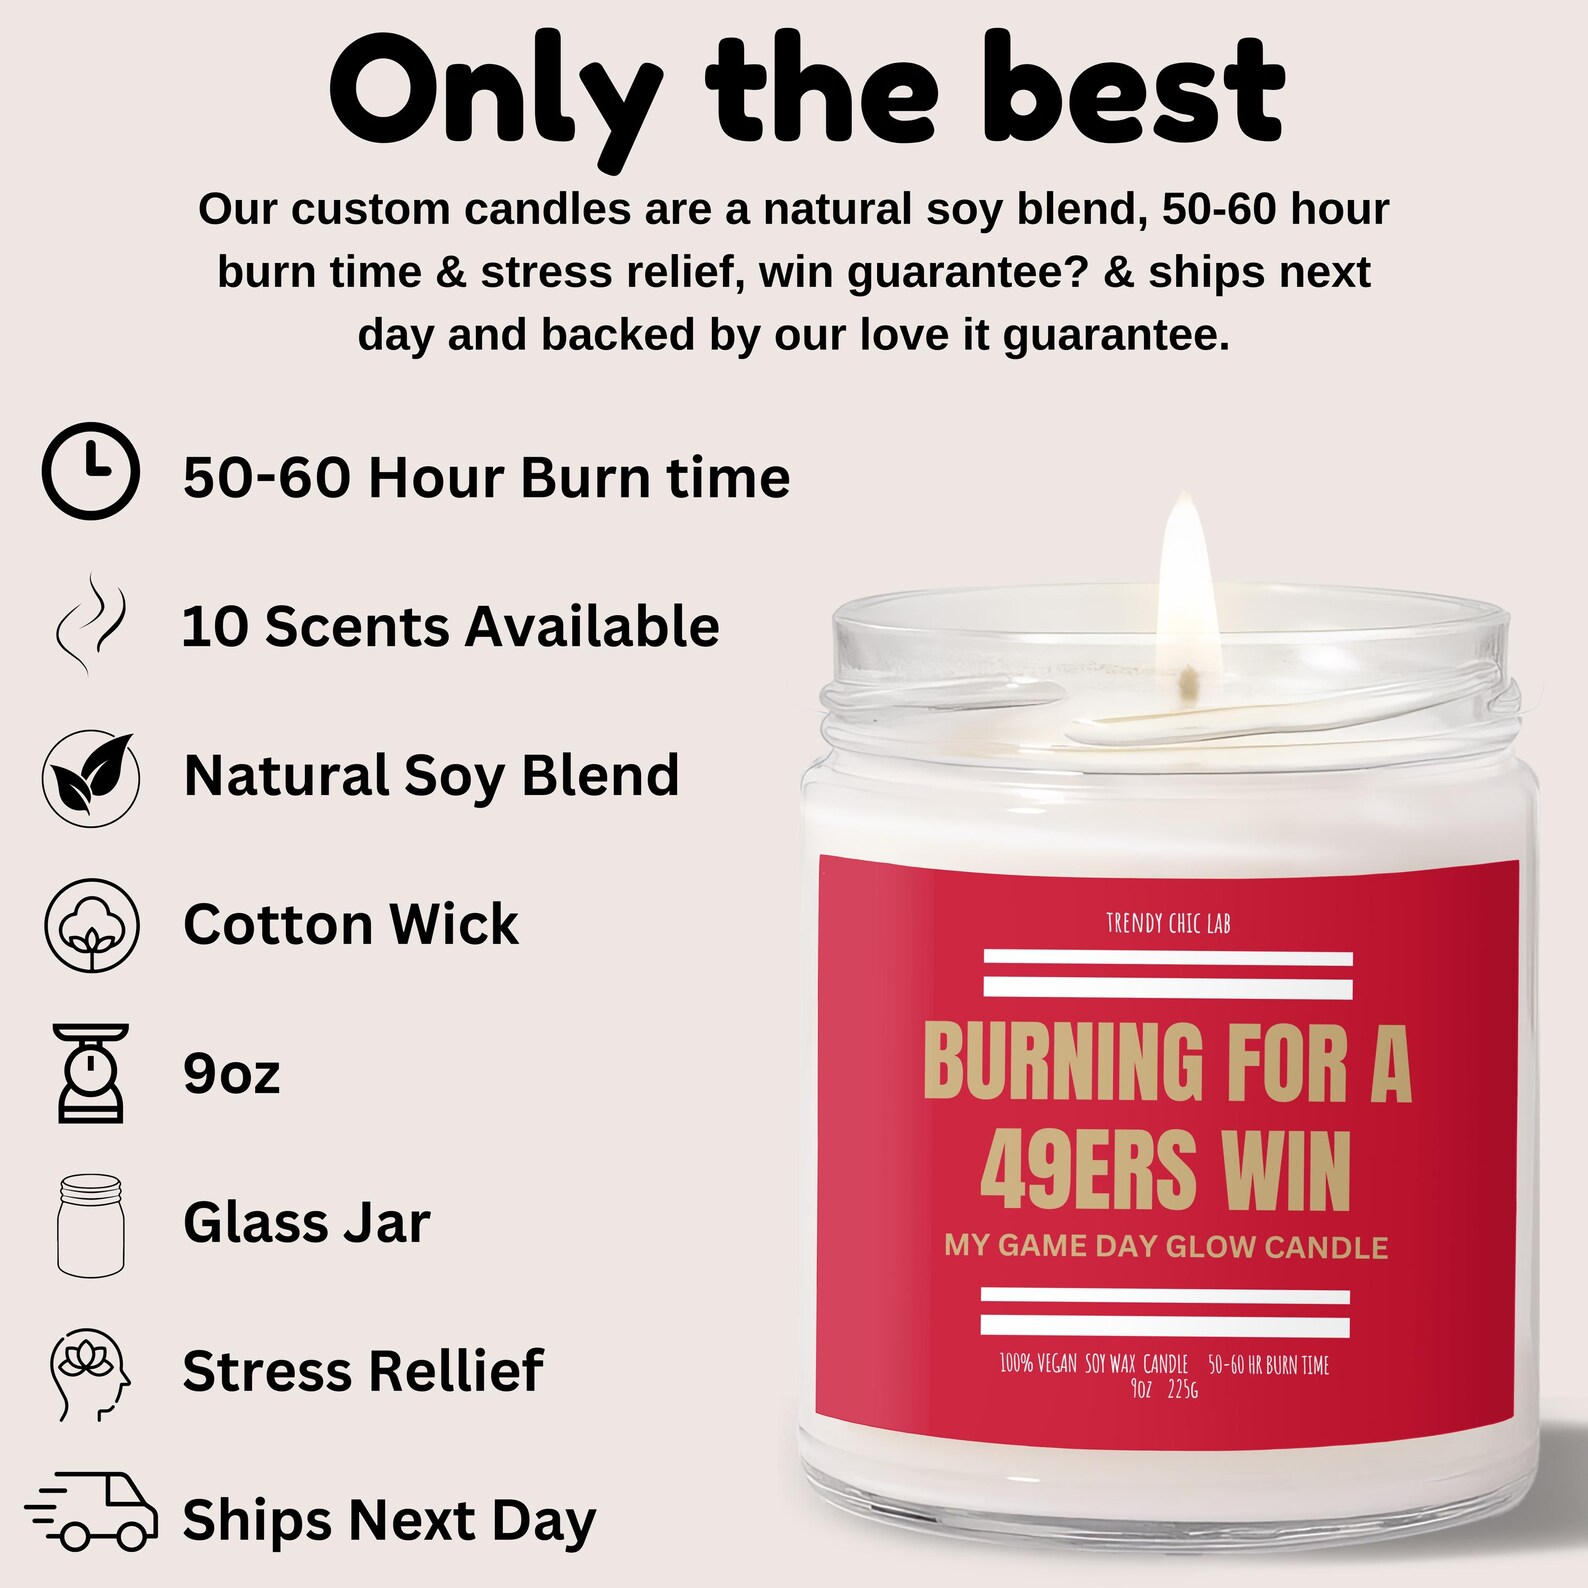 Only the best
Our custom candles are a natural soy blend, 50-60 hour
burn time & stress relief, win guarantee? & ships next
day and backed by our love it guarantee.
50-60 Hour Burn time
10 Scents Available
Natural Soy Blend
Cotton Wick
9oz
Glass Jar
Stress Rellief
Ships Next Day
TRENDY CHIC LAB
BURNING FOR A
49ERS WIN
MY GAME DAY GLOW CANDLE
100% VEGAN SOY WAX CANDLE 50-60 HR BURN TIME
9oz 225g